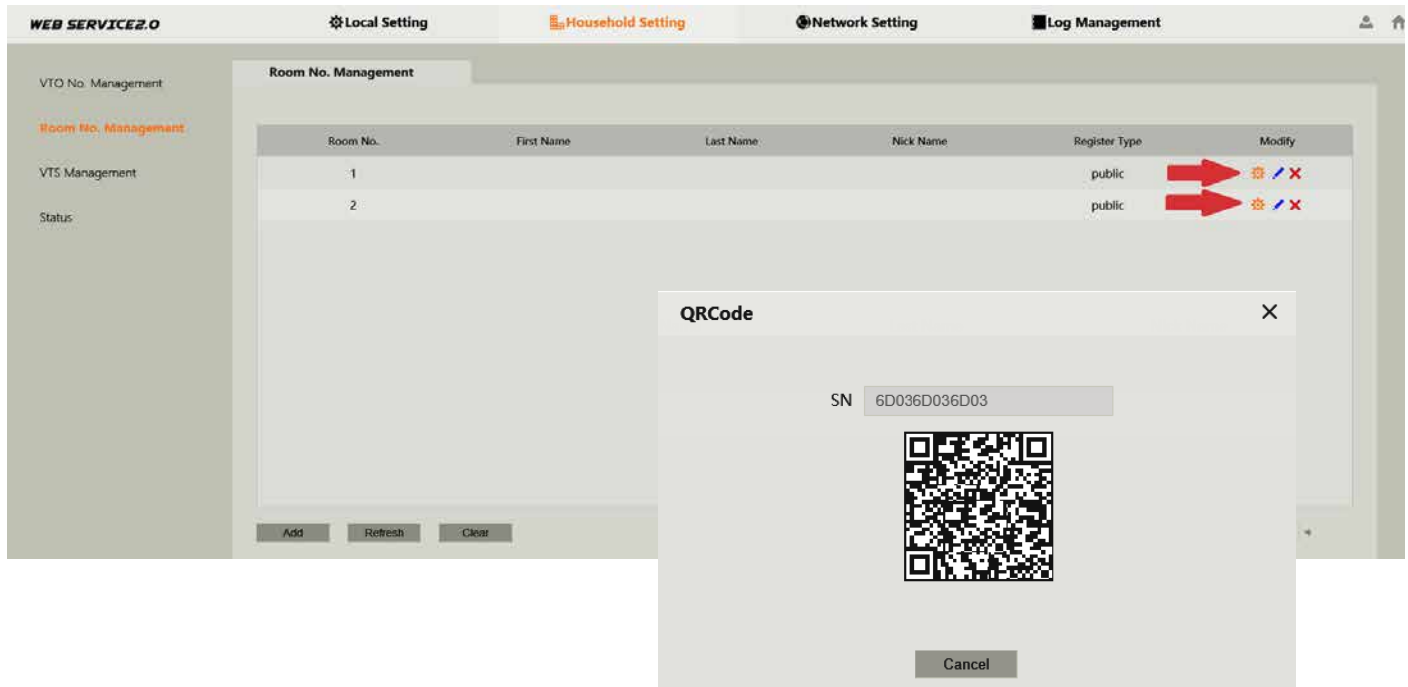 WEB SERVICE2.0
Local Setting
Household Setting
Network Setting
Log Management
VTO No. Management
Room No. Management
VTS Management
Status
Room No. Management
Room No. First Name Last Name Nick Name Register Type Modify
1 public
2 public
Add Refresh Clear
QRCode
SN 6D036D036D03
Cancel